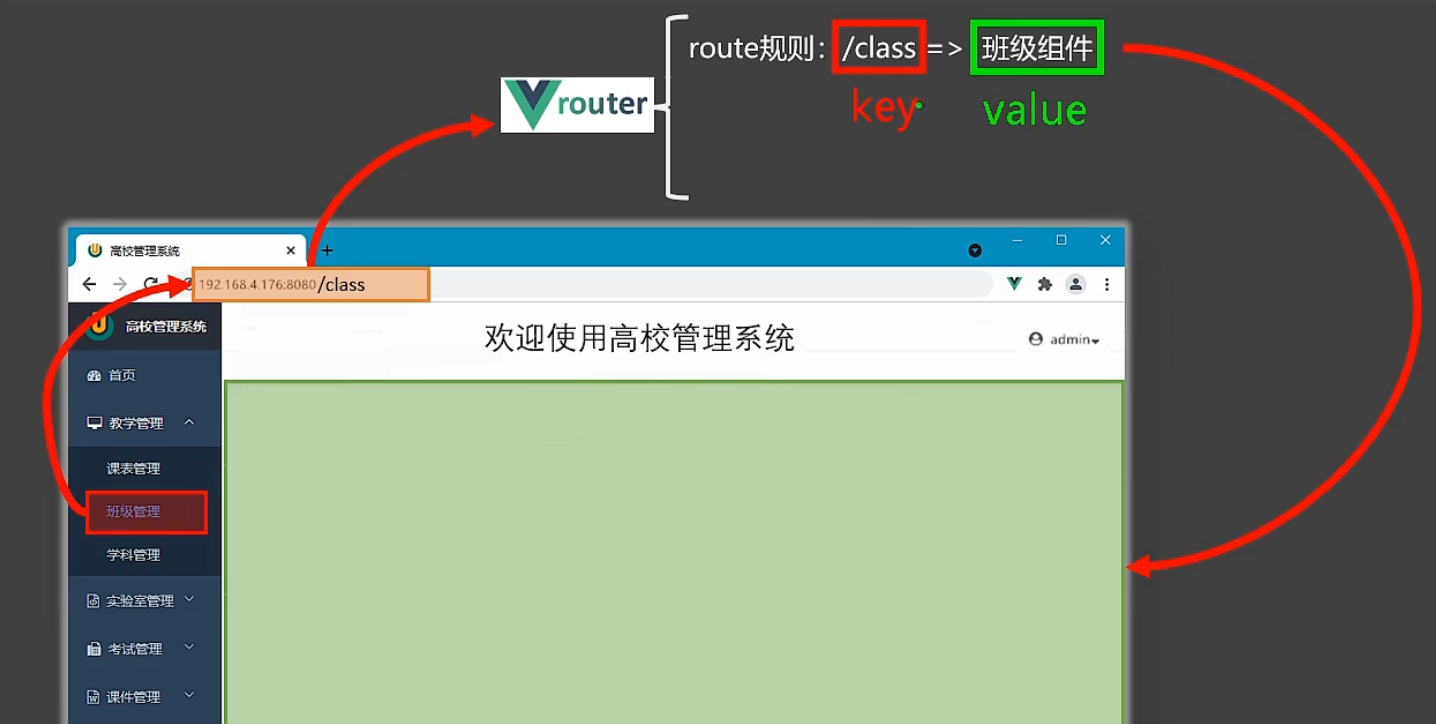 route规则：/class => 班级组件
router
key
value
高校管理系统
192.168.4.176:8080/class
高校管理系统
欢迎使用高校管理系统
admin
首页
教学管理
课表管理
班级管理
学科管理
实验室管理
考试管理
课件管理